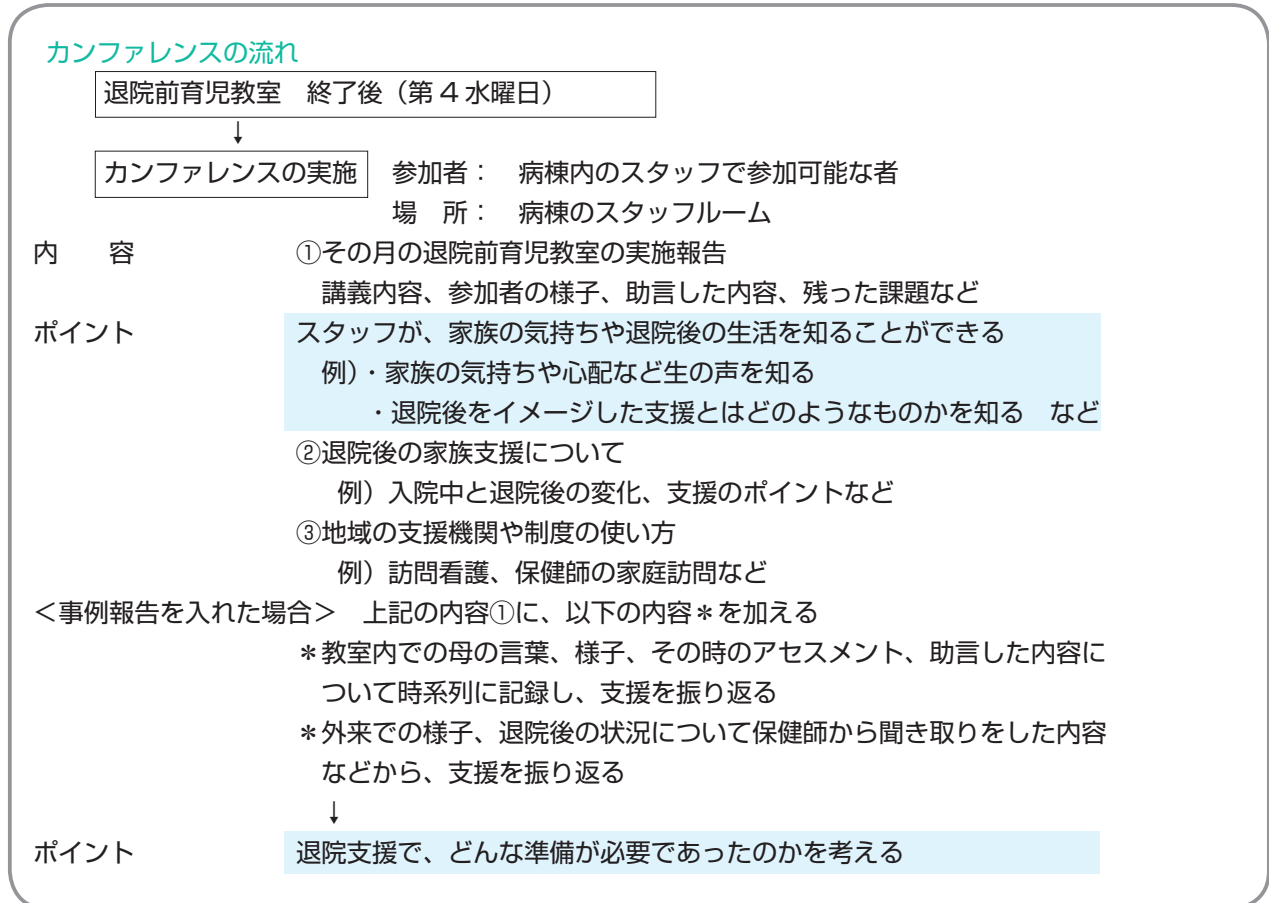 カンファレンスの流れ
退院前育児教室　終了後（第４水曜日）
↓
カンファレンスの実施　参加者：　病棟内のスタッフで参加可能な者
場　所：　病棟のスタッフルーム
内　　容　①その月の退院前育児教室の実施報告
講義内容、参加者の様子、助言した内容、残った課題など
ポイント　スタッフが、家族の気持ちや退院後の生活を知ることができる
例）・家族の気持ちや心配など生の声を知る
・退院後をイメージした支援とはどのようなものかを知る　など
②退院後の家族支援について
例）入院中と退院後の変化、支援のポイントなど
③地域の支援機関や制度の使い方
例）訪問看護、保健師の家庭訪問など
＜事例報告を入れた場合＞　上記の内容①に、以下の内容＊を加える
＊教室内での母の言葉、様子、その時のアセスメント、助言した内容に
ついて時系列に記録し、支援を振り返る
＊外来での様子、退院後の状況について保健師から聞き取りをした内容
などから、支援を振り返る
↓
ポイント　退院支援で、どんな準備が必要であったのかを考える